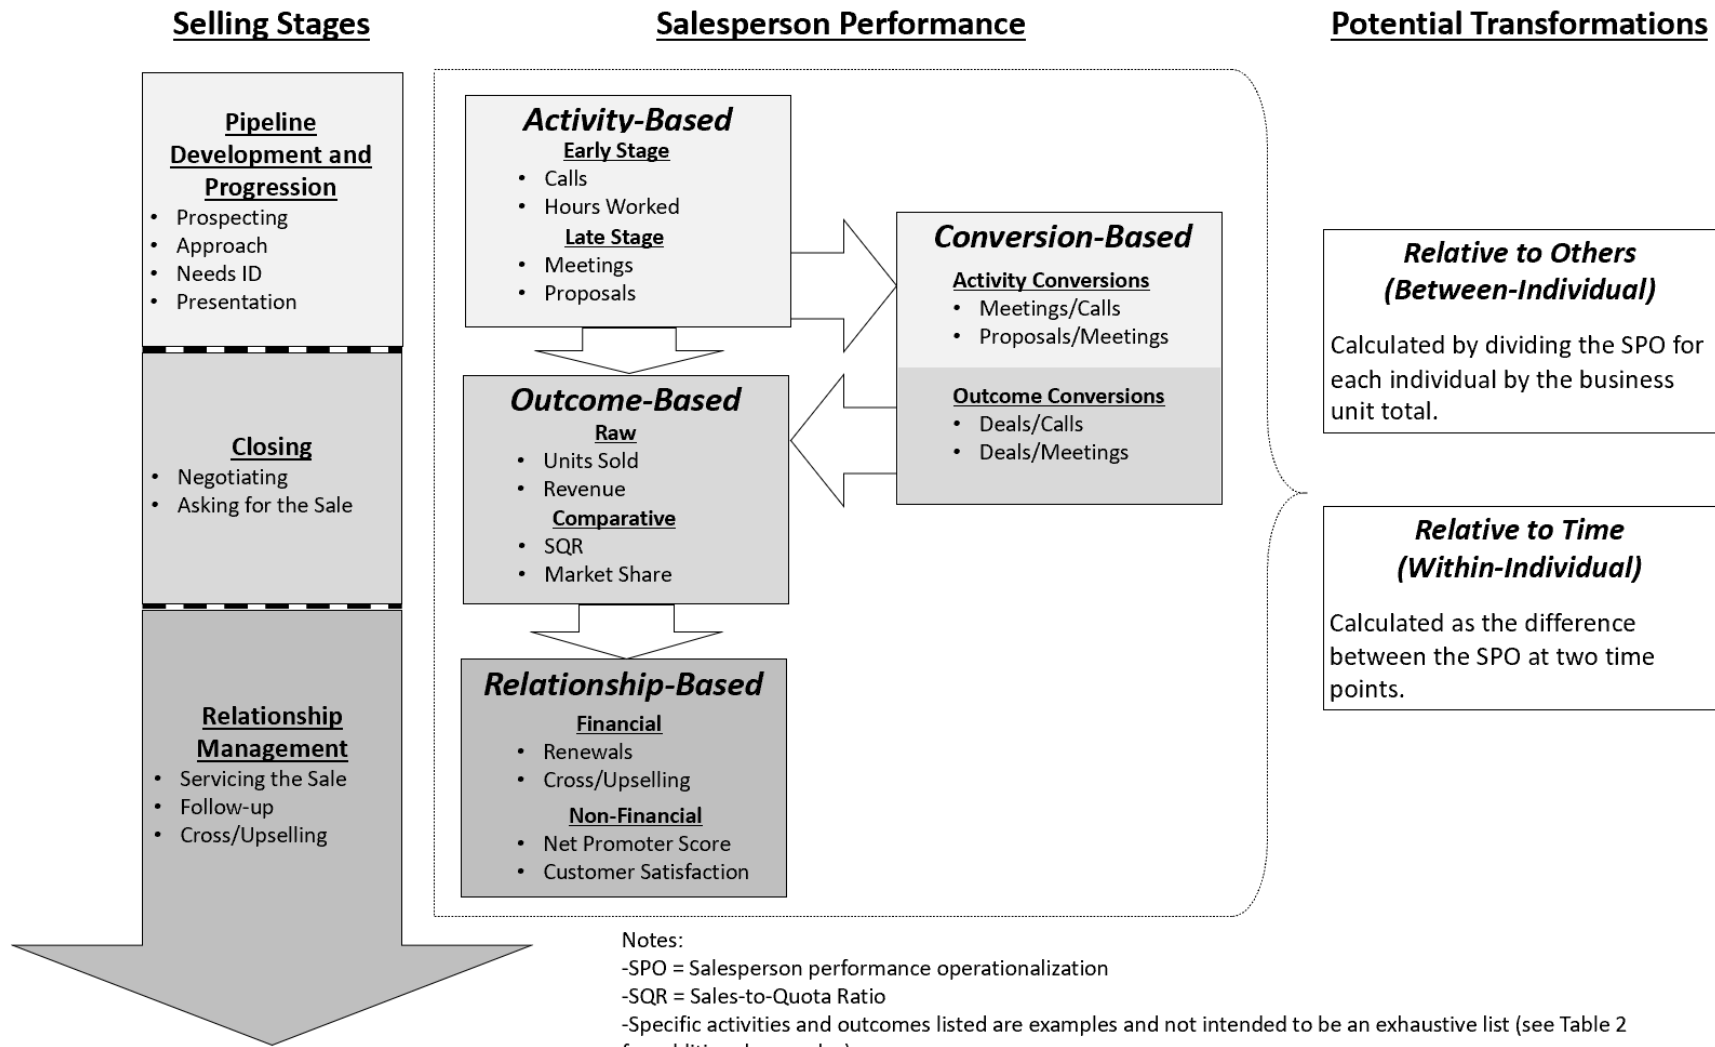 Selling Stages
Salesperson Performance
Potential Transformations
Pipeline
Development and
Progression
• Prospecting
• Approach
• Needs ID
• Presentation
Closing
• Negotiating
• Asking for the Sale
Relationship
Management
• Servicing the Sale
• Follow-up
• Cross/Upselling
Activity-Based
Early Stage
• Calls
• Hours Worked
Late Stage
• Meetings
• Proposals
Conversion-Based
Activity Conversions
• Meetings/Calls
• Proposals/Meetings
Outcome Conversions
• Deals/Calls
• Deals/Meetings
Outcome-Based
Raw
• Units Sold
• Revenue
Comparative
• SQR
• Market Share
Relationship-Based
Financial
• Renewals
• Cross/Upselling
Non-Financial
• Net Promoter Score
• Customer Satisfaction
Relative to Others
(Between-Individual)
Calculated by dividing the SPO for
each individual by the business
unit total.
Relative to Time
(Within-Individual)
Calculated as the difference
between the SPO at two time
points.
Notes:
-SPO = Salesperson performance operationalization
-SQR = Sales-to-Quota Ratio
-Specific activities and outcomes listed are examples and not intended to be an exhaustive list (see Table 2